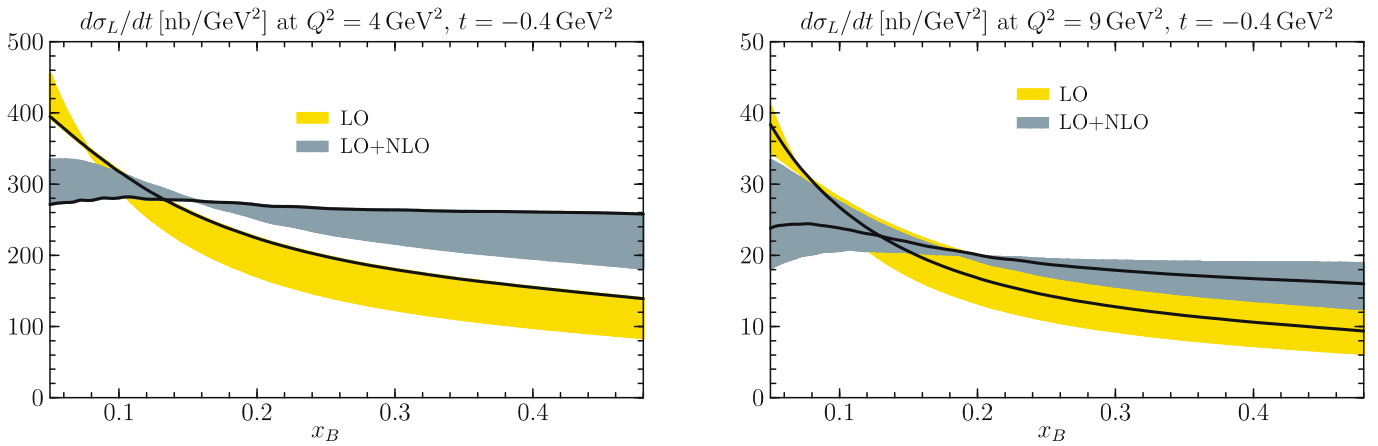 dσ_L/dt [nb/GeV²] at Q² = 4 GeV², t = −0.4 GeV²
500
400
300
200
100
0
LO
LO+NLO
0.1 0.2 0.3 0.4
x_B
dσ_L/dt [nb/GeV²] at Q² = 9 GeV², t = −0.4 GeV²
50
40
30
20
10
0
LO
LO+NLO
0.1 0.2 0.3 0.4
x_B